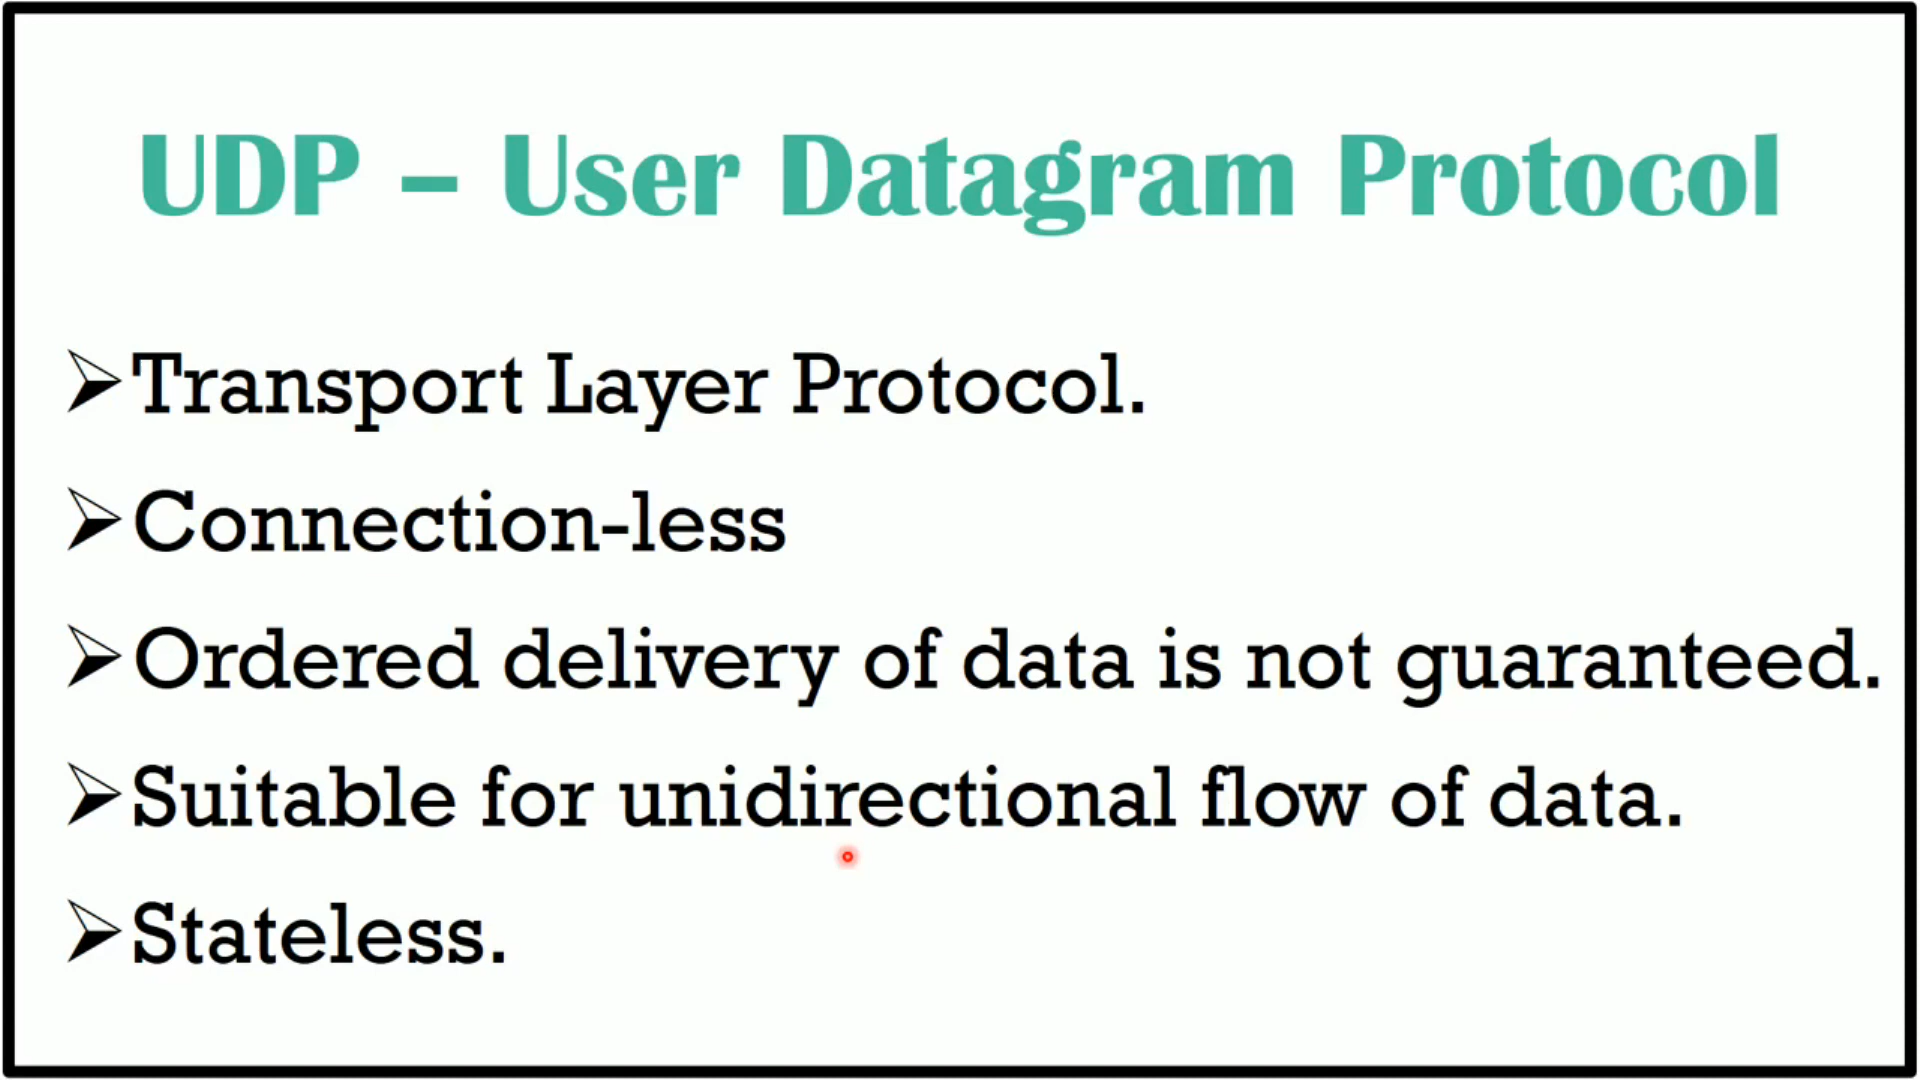 UDP – User Datagram Protocol
➢Transport Layer Protocol.
➢Connection-less
➢Ordered delivery of data is not guaranteed.
➢Suitable for unidirectional flow of data.
➢Stateless.